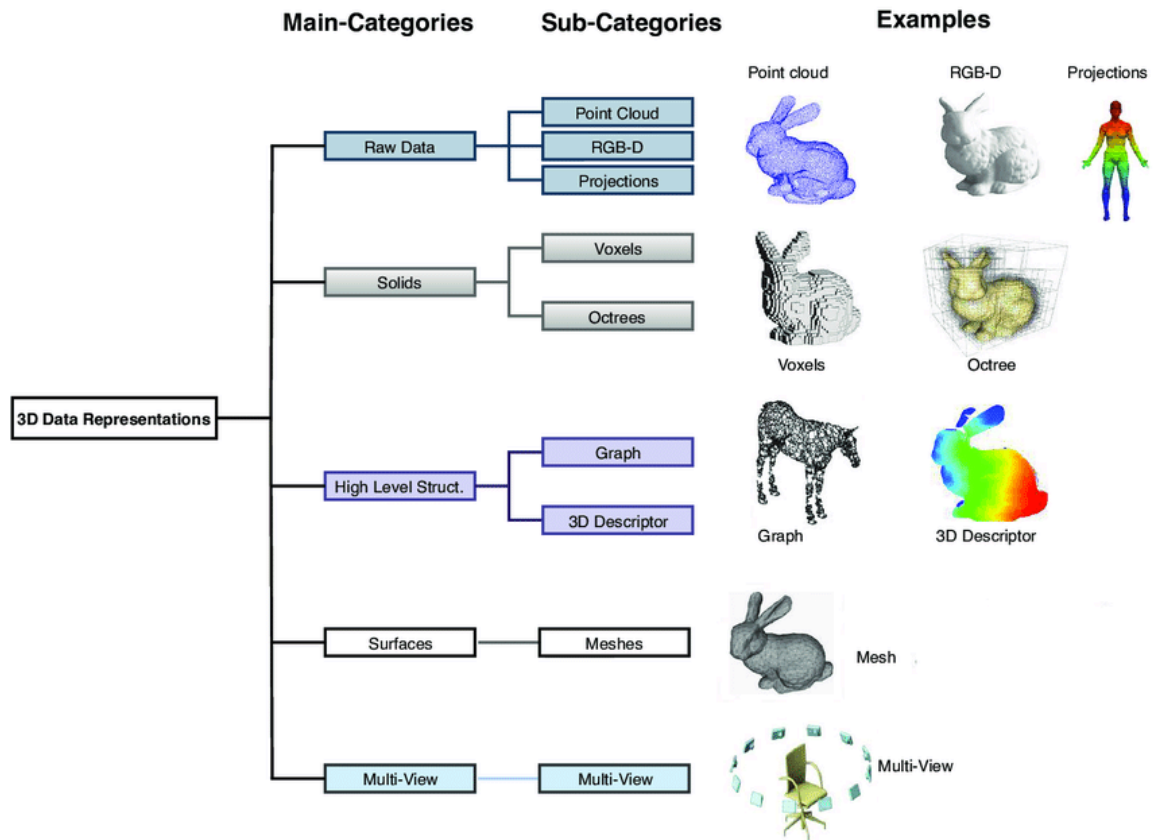 Main-Categories
Sub-Categories
Examples
Point cloud
RGB-D
Projections
Point Cloud
Raw Data
RGB-D
Projections
Voxels
Solids
Octrees
Voxels
Octree
3D Data Representations
Graph
High Level Struct.
3D Descriptor
Graph
3D Descriptor
Surfaces
Meshes
Mesh
Multi-View
Multi-View
Multi-View